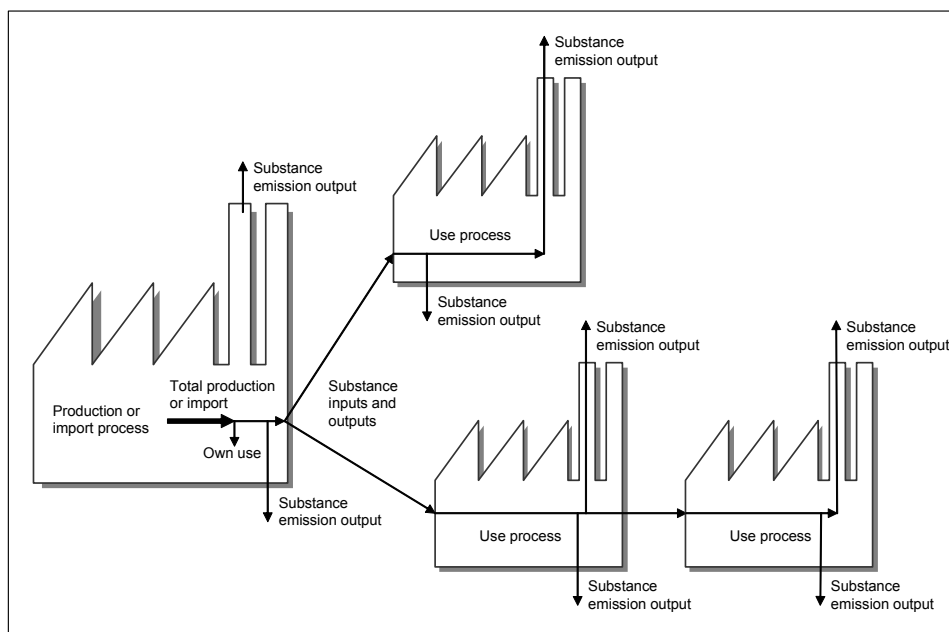 Substance
emission output
Substance
emission output
Use process
Substance
emission output
Total production
or import
Production or
import process
Own use
Substance
emission output
Substance
inputs and
outputs
Substance
emission output
Use process
Substance
emission output
Substance
emission output
Use process
Substance
emission output